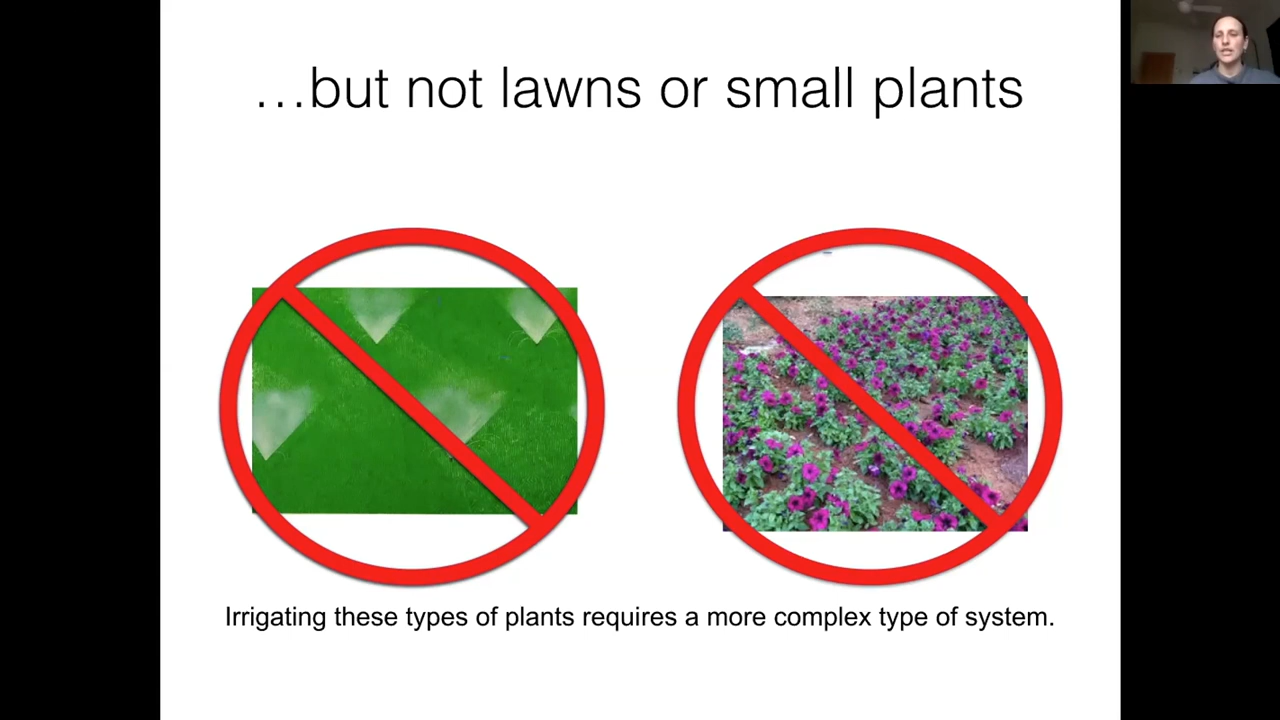 …but not lawns or small plants
Irrigating these types of plants requires a more complex type of system.